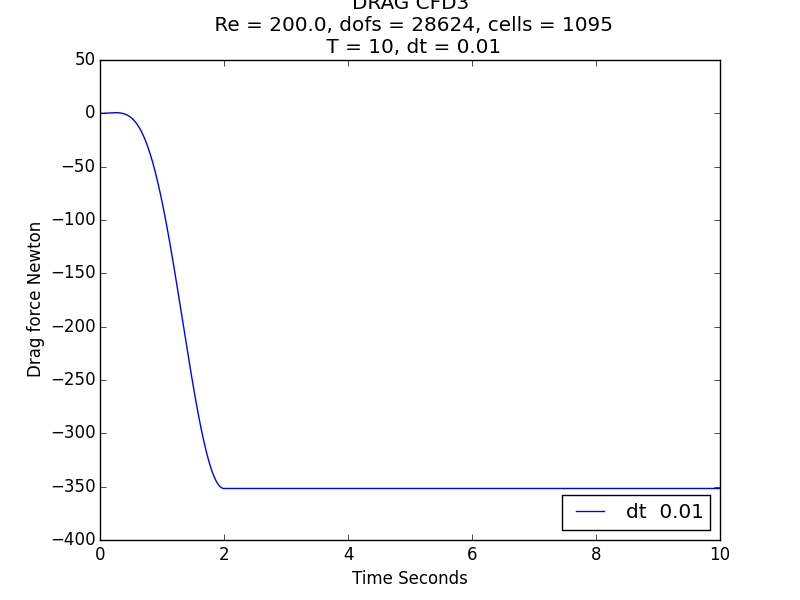 DRAG CFD3
Re = 200.0, dofs = 28624, cells = 1095
T = 10, dt = 0.01
50
0
−50
−100
−150
−200
−250
−300
−350
−400
Drag force Newton
dt 0.01
0 2 4 6 8 10
Time Seconds